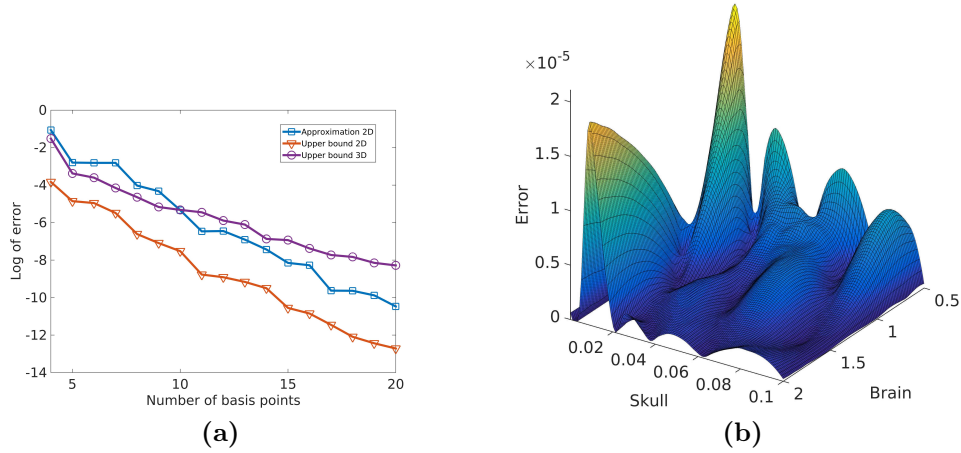 0
-2
-4
-6
-8
-10
-12
-14
5
10
15
20
Log of error
Number of basis points
Approximation 2D
Upper bound 2D
Upper bound 3D
(a)
×10-5
2
1.5
1
0.5
0
Error
0.02
0.04
0.06
0.08
0.1
Skull
0.5
1
1.5
2
Brain
(b)